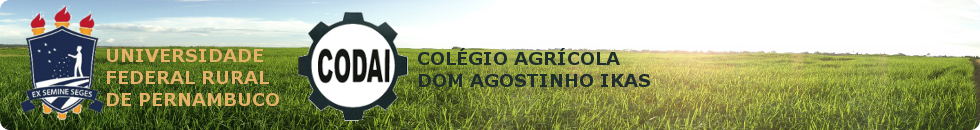 EX SEMINE SEGES
UNIVERSIDADE
FEDERAL RURAL
DE PERNAMBUCO
CODAI
COLÉGIO AGRÍCOLA
DOM AGOSTINHO IKAS